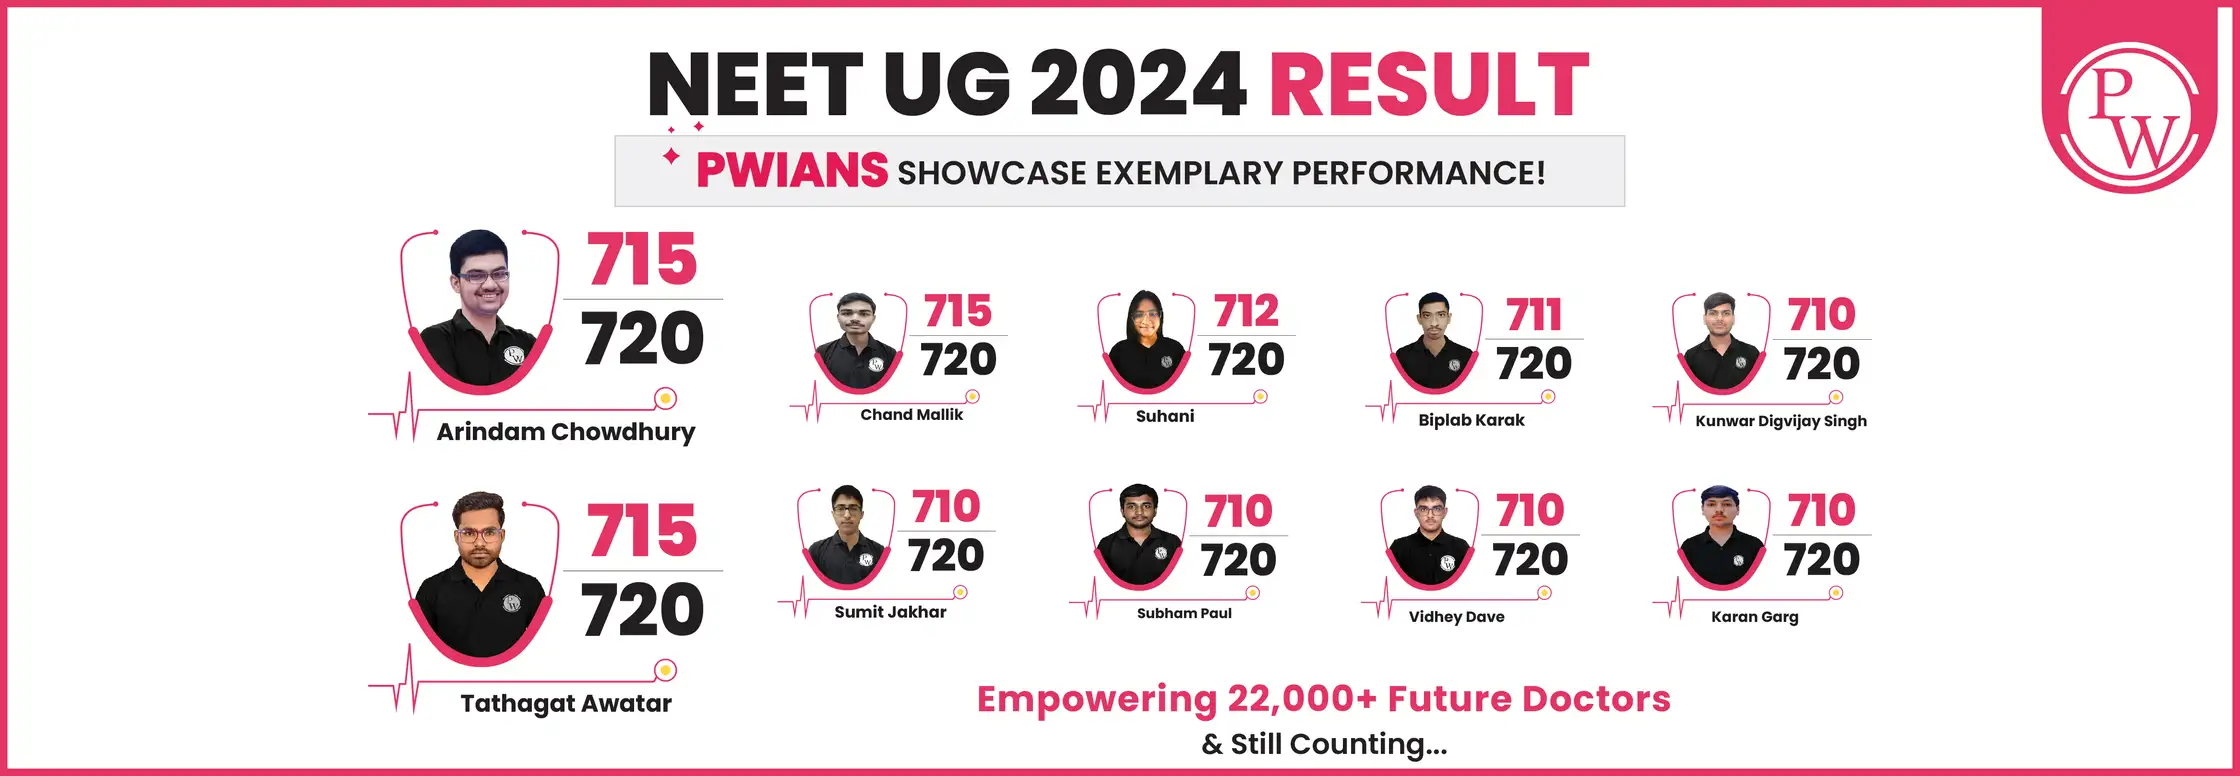 NEET UG 2024 RESULT
PWIANS SHOWCASE EXEMPLARY PERFORMANCE!
PW
715
720
Arindam Chowdhury
715
720
Chand Mallik
712
720
Suhani
711
720
Biplab Karak
710
720
Kunwar Digvijay Singh
715
720
Tathagat Awatar
710
720
Sumit Jakhar
710
720
Subham Paul
710
720
Vidhey Dave
710
720
Karan Garg
Empowering 22,000+ Future Doctors
& Still Counting...